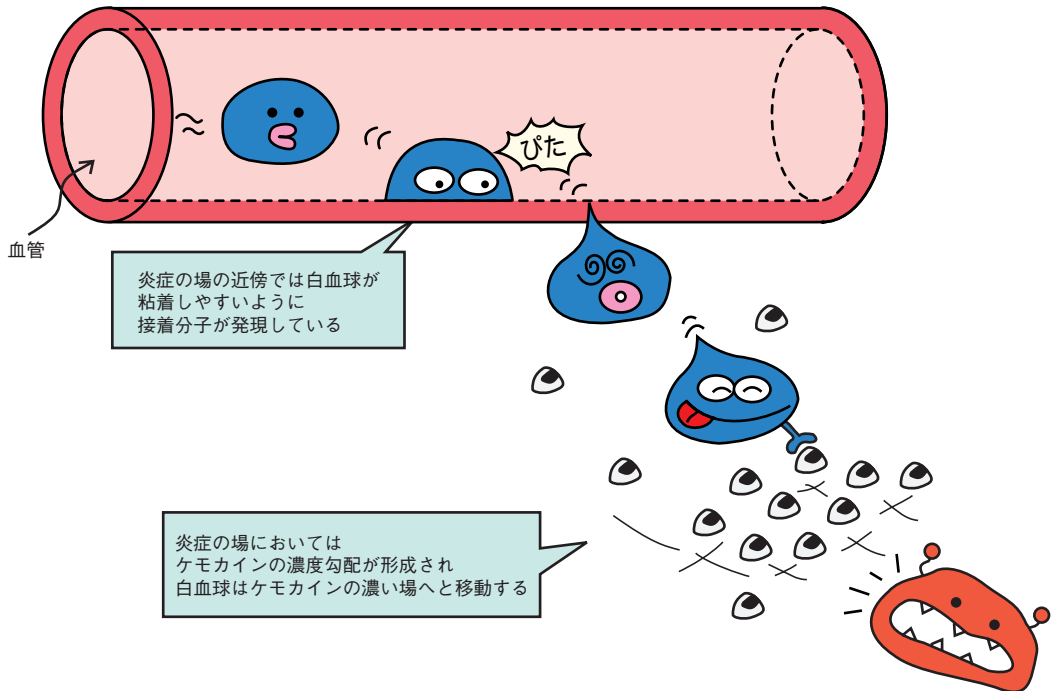 ぴた
血管
炎症の場の近傍では白血球が
粘着しやすいように
接着分子が発現している
炎症の場においては
ケモカインの濃度勾配が形成され
白血球はケモカインの濃い場へと移動する